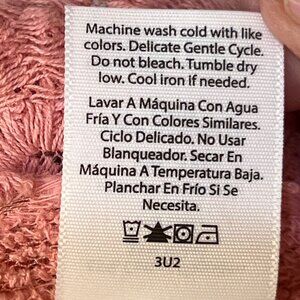 Machine wash cold with like
colors. Delicate Gentle Cycle.
Do not bleach. Tumble dry
low. Cool iron if needed.
Lavar A Máquina Con Agua
Fría Y Con Colores Similares.
Ciclo Delicado. No Usar
Blanqueador. Secar En
Máquina A Temperatura Baja.
Planchar En Frío Si Se
Necesita.
3U2